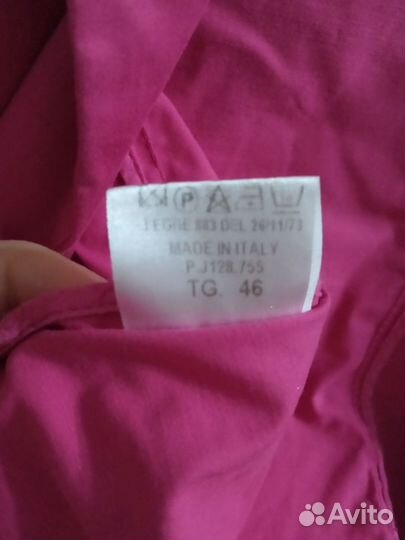 P
LEGGE 883 DEL 26/11/73
MADE IN ITALY
P.J128.755
TG. 46
Avito